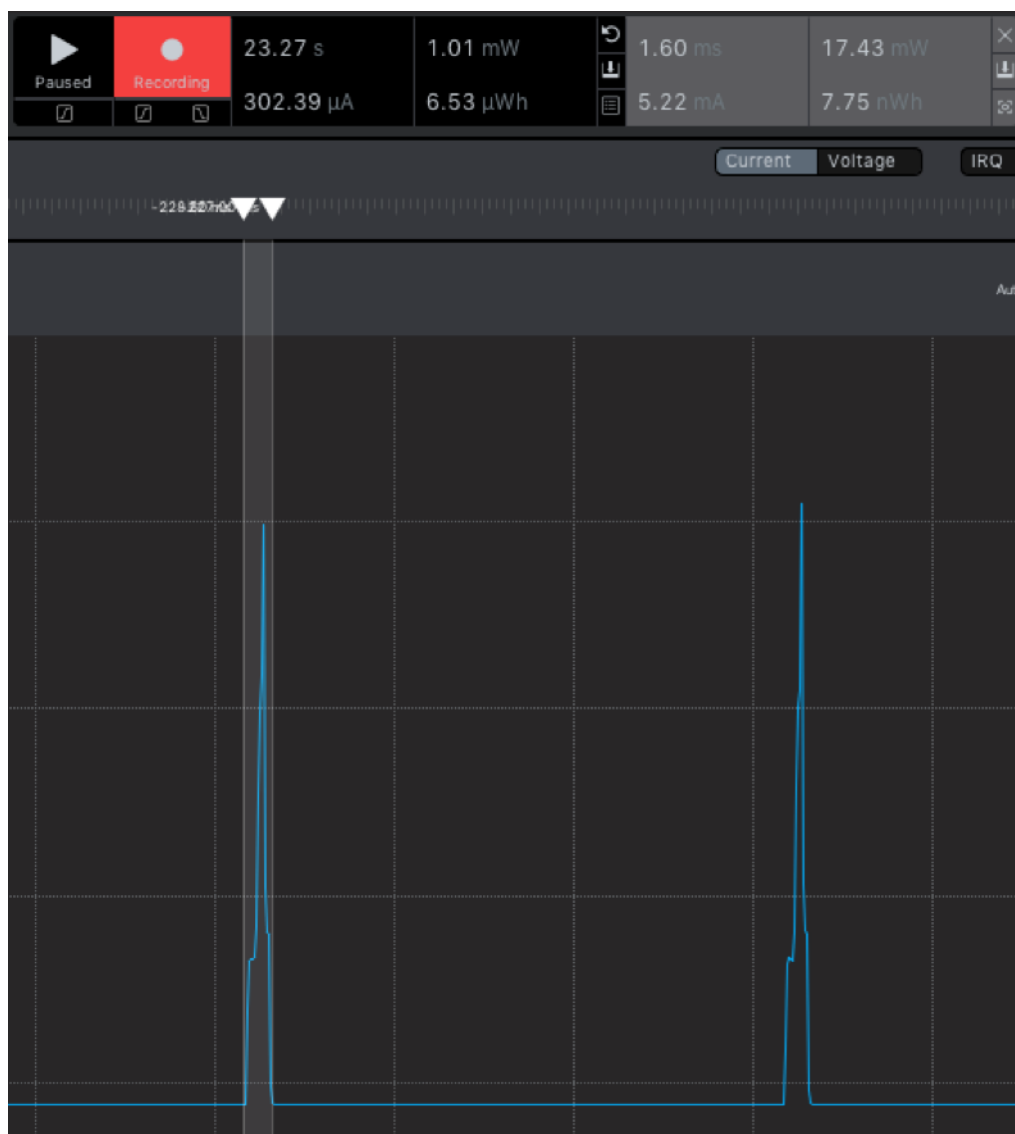 23.27 s 1.01 mW 1.60 ms 17.43 mW
Paused Recording
302.39 µA 6.53 µWh 5.22 mA 7.75 nWh
Current Voltage IRQ